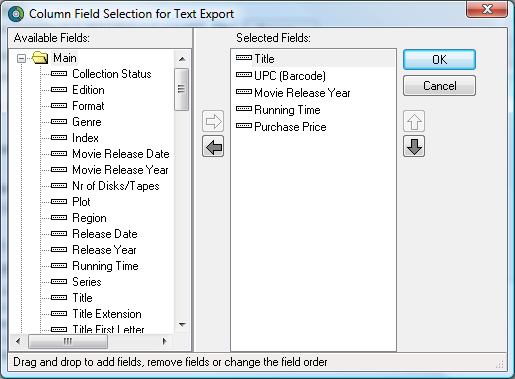 Column Field Selection for Text Export
Available Fields:
Main
Collection Status
Edition
Format
Genre
Index
Movie Release Date
Movie Release Year
Nr of Disks/Tapes
Plot
Region
Release Date
Release Year
Running Time
Series
Title
Title Extension
Title First Letter
Selected Fields:
Title
UPC (Barcode)
Movie Release Year
Running Time
Purchase Price
OK
Cancel
Drag and drop to add fields, remove fields or change the field order